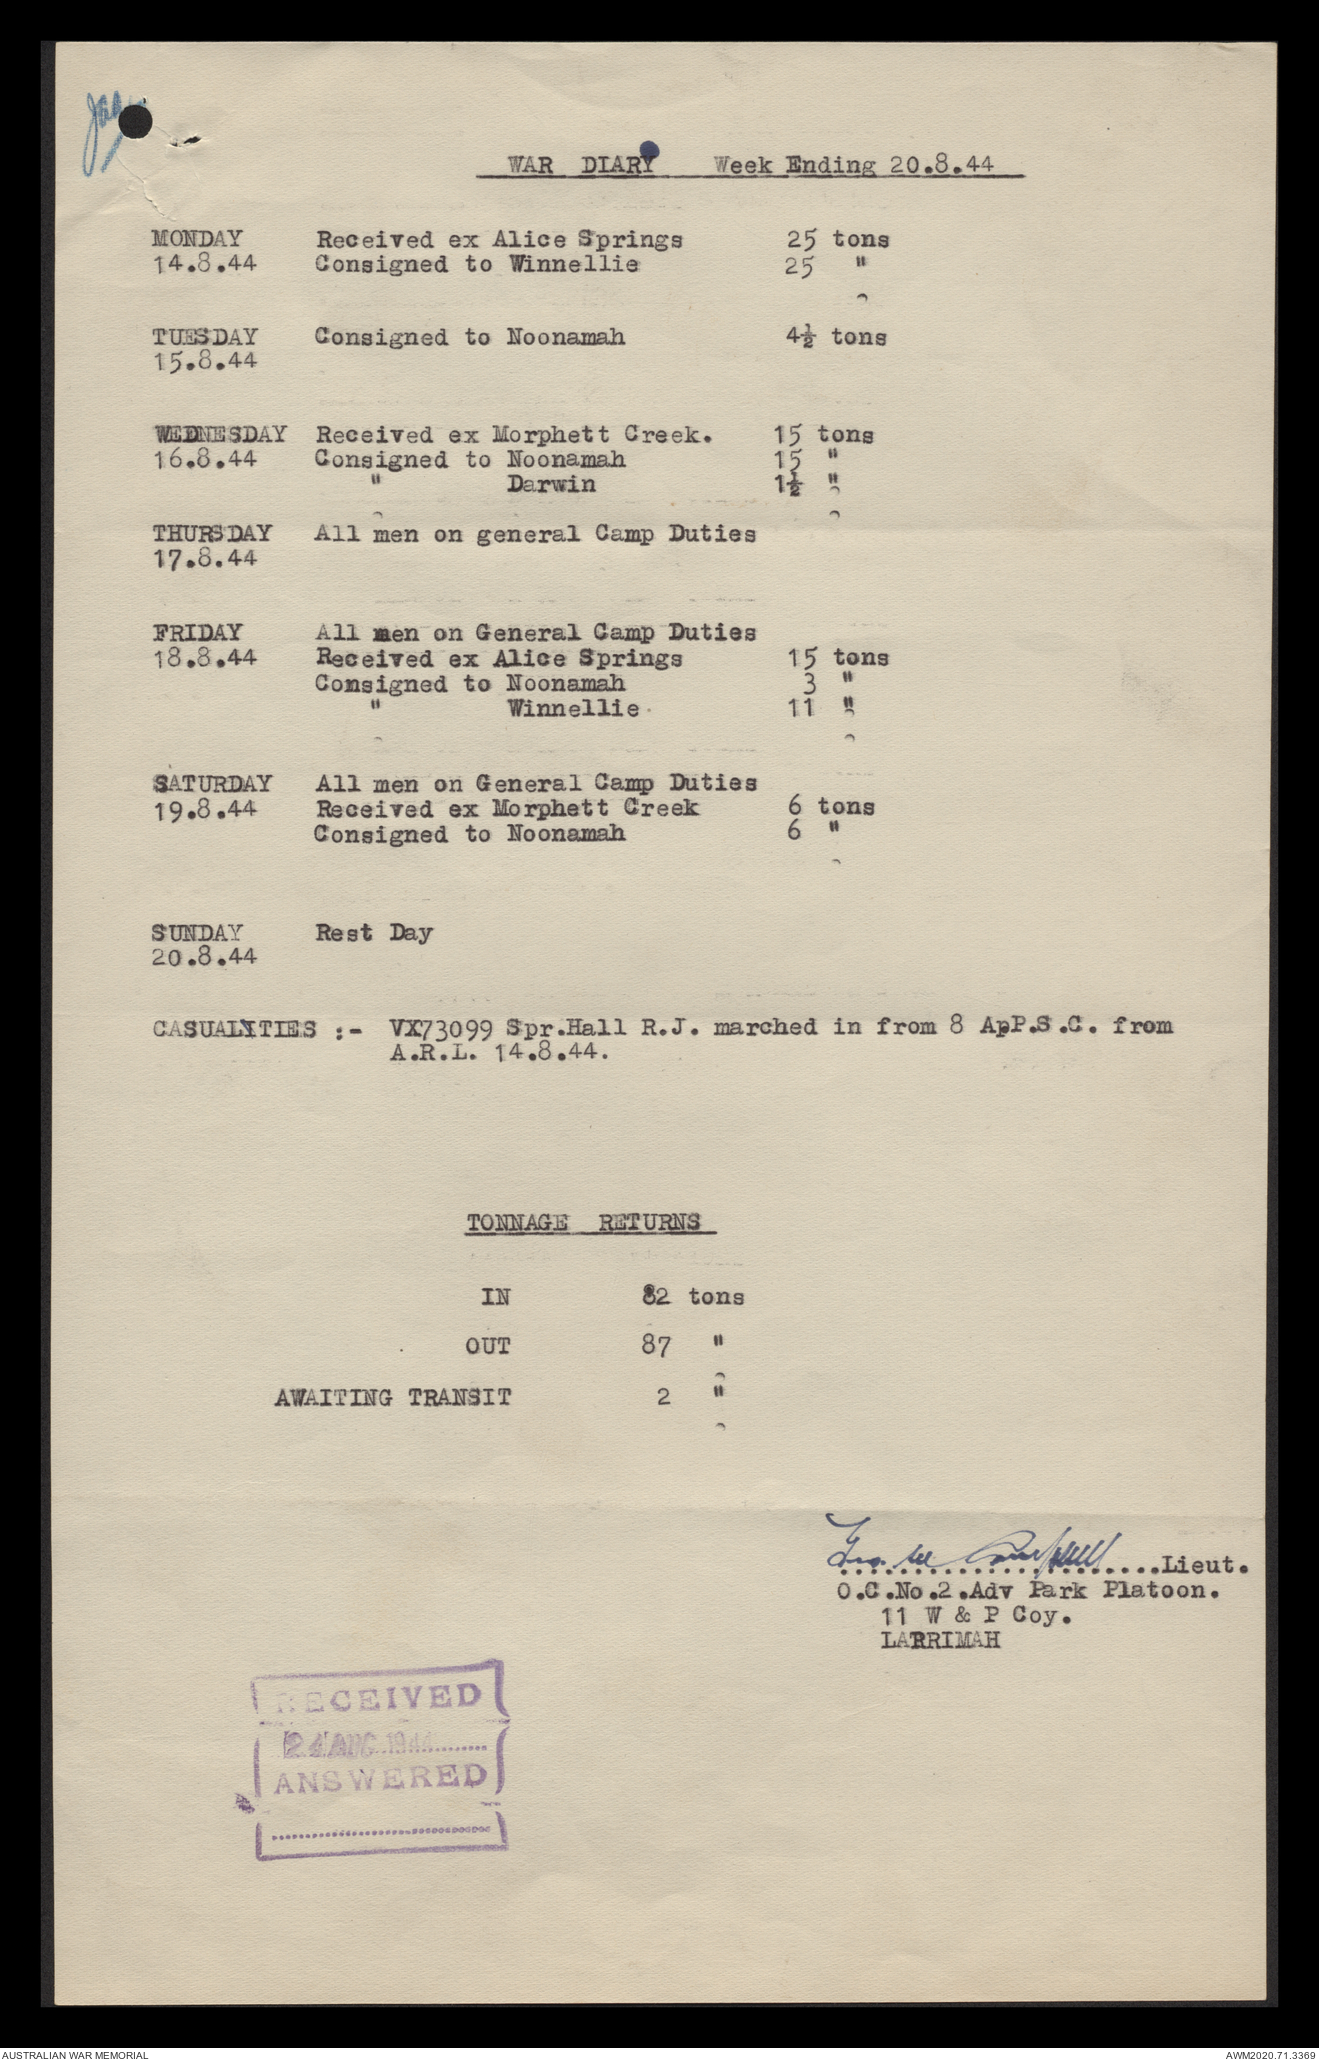 WAR DIARY Week Ending 20.8.44
MONDAY Received ex Alice Springs 25 tons
14.8.44 Consigned to Winnellie 25 "
TUESDAY Consigned to Noonamah 4½ tons
15.8.44
WEDNESDAY Received ex Morphett Creek. 15 tons
16.8.44 Consigned to Noonamah 15 "
" Darwin 1½ "
THURSDAY All men on general Camp Duties
17.8.44
FRIDAY All men on General Camp Duties
18.8.44 Received ex Alice Springs 15 tons
Consigned to Noonamah 3 "
" Winnellie 11 "
SATURDAY All men on General Camp Duties
19.8.44 Received ex Morphett Creek 6 tons
Consigned to Noonamah 6 "
SUNDAY Rest Day
20.8.44
CASUALITIES :- VX73099 Spr.Hall R.J. marched in from 8 ApP.S.C. from
A.R.L. 14.8.44.
TONNAGE RETURNS
IN 82 tons
OUT 87 "
AWAITING TRANSIT 2 "
Campbell ........................Lieut.
O.C.No.2.Adv Park Platoon.
11 W & P Coy.
LARRIMAH
RECEIVED
24 AUG 1944
ANSWERED
AUSTRALIAN WAR MEMORIAL AWM2020.71.3369